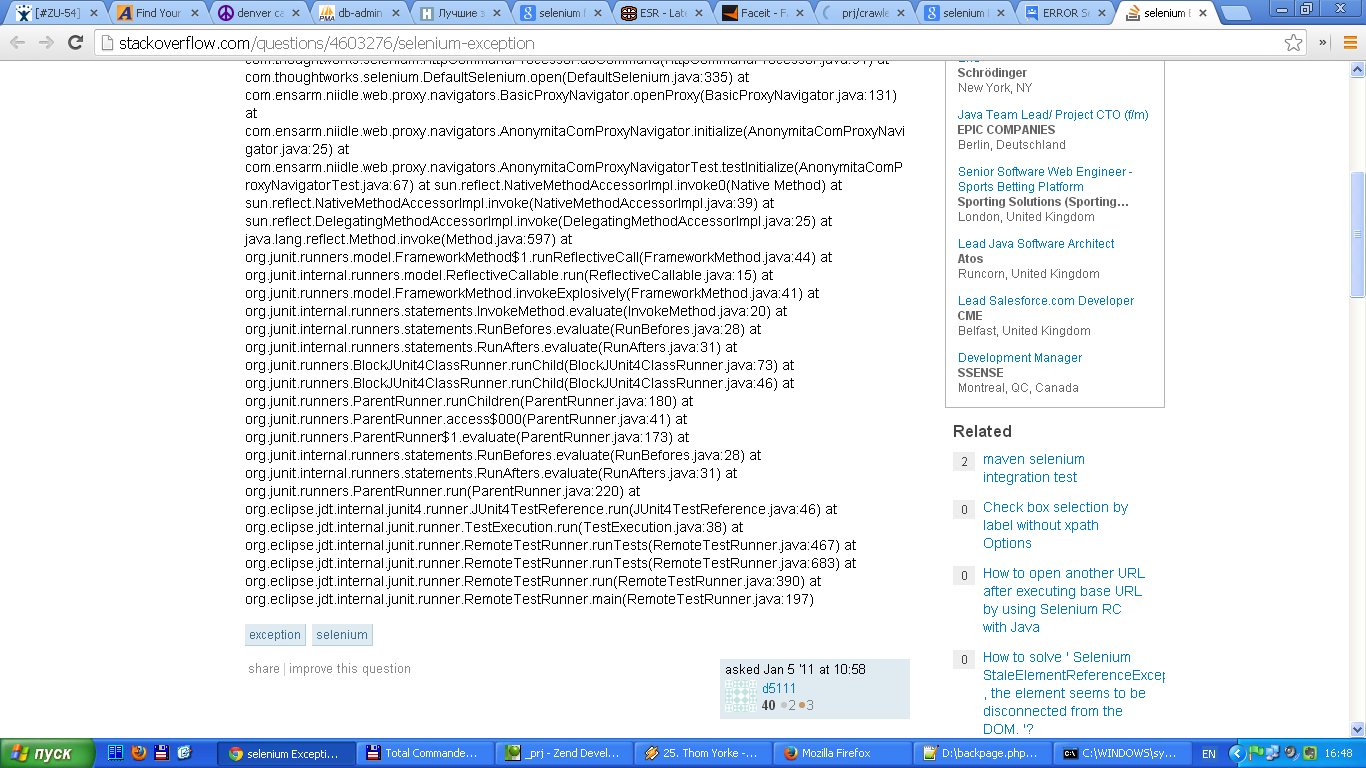 [#ZU-54]
Find Your
denver ca
db-admin
Лучшие э
selenium f
ESR - Late
Faceit - Fa
prj/crawle
selenium
ERROR Se
selenium E
stackoverflow.com/questions/4603276/selenium-exception
com.thoughtworks.selenium.HttpCommandProcessor.doCommand(HttpCommandProcessor.java:91) at
com.thoughtworks.selenium.DefaultSelenium.open(DefaultSelenium.java:335) at
com.ensarm.niidle.web.proxy.navigators.BasicProxyNavigator.openProxy(BasicProxyNavigator.java:131)
at
com.ensarm.niidle.web.proxy.navigators.AnonymitaComProxyNavigator.initialize(AnonymitaComProxyNavi
gator.java:25) at
com.ensarm.niidle.web.proxy.navigators.AnonymitaComProxyNavigatorTest.testInitialize(AnonymitaComP
roxyNavigatorTest.java:67) at sun.reflect.NativeMethodAccessorImpl.invoke0(Native Method) at
sun.reflect.NativeMethodAccessorImpl.invoke(NativeMethodAccessorImpl.java:39) at
sun.reflect.DelegatingMethodAccessorImpl.invoke(DelegatingMethodAccessorImpl.java:25) at
java.lang.reflect.Method.invoke(Method.java:597) at
org.junit.runners.model.FrameworkMethod$1.runReflectiveCall(FrameworkMethod.java:44) at
org.junit.internal.runners.model.ReflectiveCallable.run(ReflectiveCallable.java:15) at
org.junit.runners.model.FrameworkMethod.invokeExplosively(FrameworkMethod.java:41) at
org.junit.internal.runners.statements.InvokeMethod.evaluate(InvokeMethod.java:20) at
org.junit.internal.runners.statements.RunBefores.evaluate(RunBefores.java:28) at
org.junit.internal.runners.statements.RunAfters.evaluate(RunAfters.java:31) at
org.junit.runners.BlockJUnit4ClassRunner.runChild(BlockJUnit4ClassRunner.java:73) at
org.junit.runners.BlockJUnit4ClassRunner.runChild(BlockJUnit4ClassRunner.java:46) at
org.junit.runners.ParentRunner.runChildren(ParentRunner.java:180) at
org.junit.runners.ParentRunner.access$000(ParentRunner.java:41) at
org.junit.runners.ParentRunner$1.evaluate(ParentRunner.java:173) at
org.junit.internal.runners.statements.RunBefores.evaluate(RunBefores.java:28) at
org.junit.internal.runners.statements.RunAfters.evaluate(RunAfters.java:31) at
org.junit.runners.ParentRunner.run(ParentRunner.java:220) at
org.eclipse.jdt.internal.junit4.runner.JUnit4TestReference.run(JUnit4TestReference.java:46) at
org.eclipse.jdt.internal.junit.runner.TestExecution.run(TestExecution.java:38) at
org.eclipse.jdt.internal.junit.runner.RemoteTestRunner.runTests(RemoteTestRunner.java:467) at
org.eclipse.jdt.internal.junit.runner.RemoteTestRunner.runTests(RemoteTestRunner.java:683) at
org.eclipse.jdt.internal.junit.runner.RemoteTestRunner.run(RemoteTestRunner.java:390) at
org.eclipse.jdt.internal.junit.runner.RemoteTestRunner.main(RemoteTestRunner.java:197)
exception selenium
share improve this question
asked Jan 5 '11 at 10:58
d5111
40 2 3
Schrödinger
New York, NY
Java Team Lead/ Project CTO (f/m)
EPIC COMPANIES
Berlin, Deutschland
Senior Software Web Engineer -
Sports Betting Platform
Sporting Solutions (Sporting...
London, United Kingdom
Lead Java Software Architect
Atos
Runcorn, United Kingdom
Lead Salesforce.com Developer
CME
Belfast, United Kingdom
Development Manager
SSENSE
Montreal, QC, Canada
Related
2 maven selenium
integration test
0 Check box selection by
label without xpath
Options
0 How to open another URL
after executing base URL
by using Selenium RC
with Java
0 How to solve ' Selenium
StaleElementReferenceExcep
, the element seems to be
disconnected from the
DOM. '?
пуск
selenium Excepti...
Total Commande...
_prj - Zend Devel...
25. Thom Yorke -...
Mozilla Firefox
D:\backpage.php...
C:\WINDOWS\sy...
EN
16:48